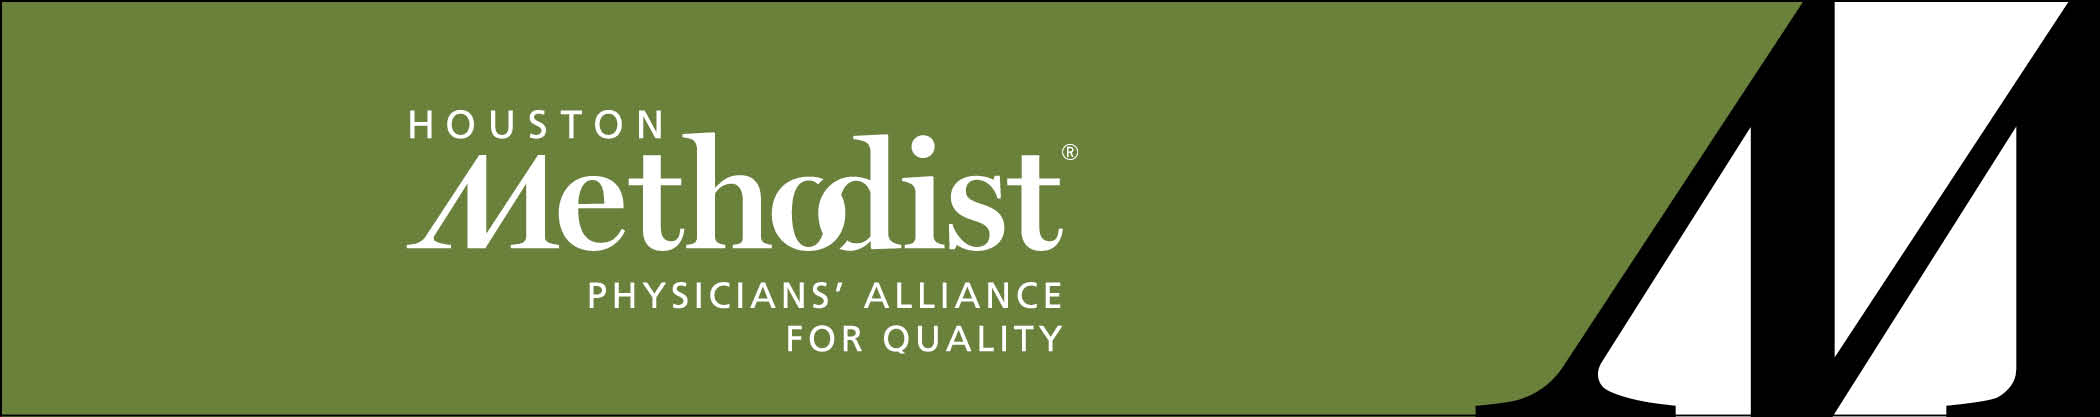 HOUSTON
Methodist®
PHYSICIANS’ ALLIANCE
FOR QUALITY
M